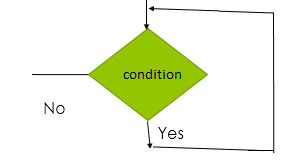 condition
No
Yes